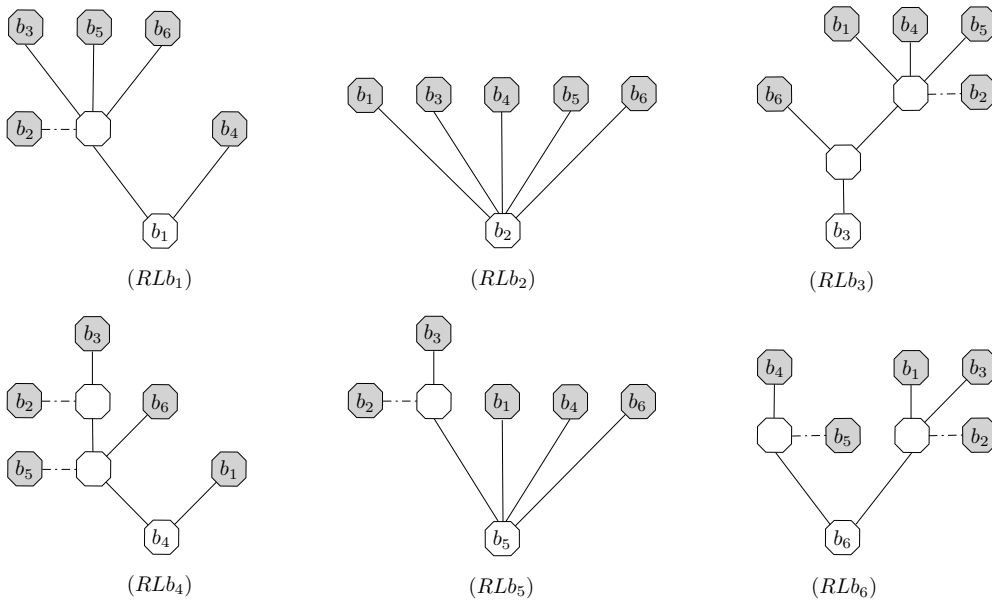 b₃ b₅ b₆
b₂ b₄
b₁
(RLb₁)
b₁ b₃ b₄ b₅ b₆
b₂
(RLb₂)
b₁ b₄ b₅
b₆ b₂
b₃
(RLb₃)
b₃
b₂ b₆
b₅ b₁
b₄
(RLb₄)
b₃
b₂ b₁ b₄ b₆
b₅
(RLb₅)
b₄ b₁ b₃
b₅ b₂
b₆
(RLb₆)